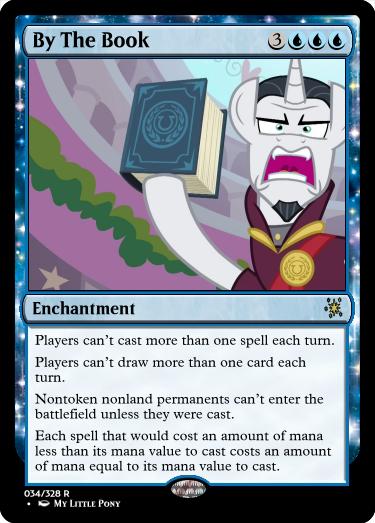 By The Book 3
Enchantment
Players can't cast more than one spell each turn.
Players can't draw more than one card each
turn.
Nontoken nonland permanents can't enter the
battlefield unless they were cast.
Each spell that would cost an amount of mana
less than its mana value to cast costs an
amount of mana equal to its mana value to cast.
034/328 R
• My Little Pony